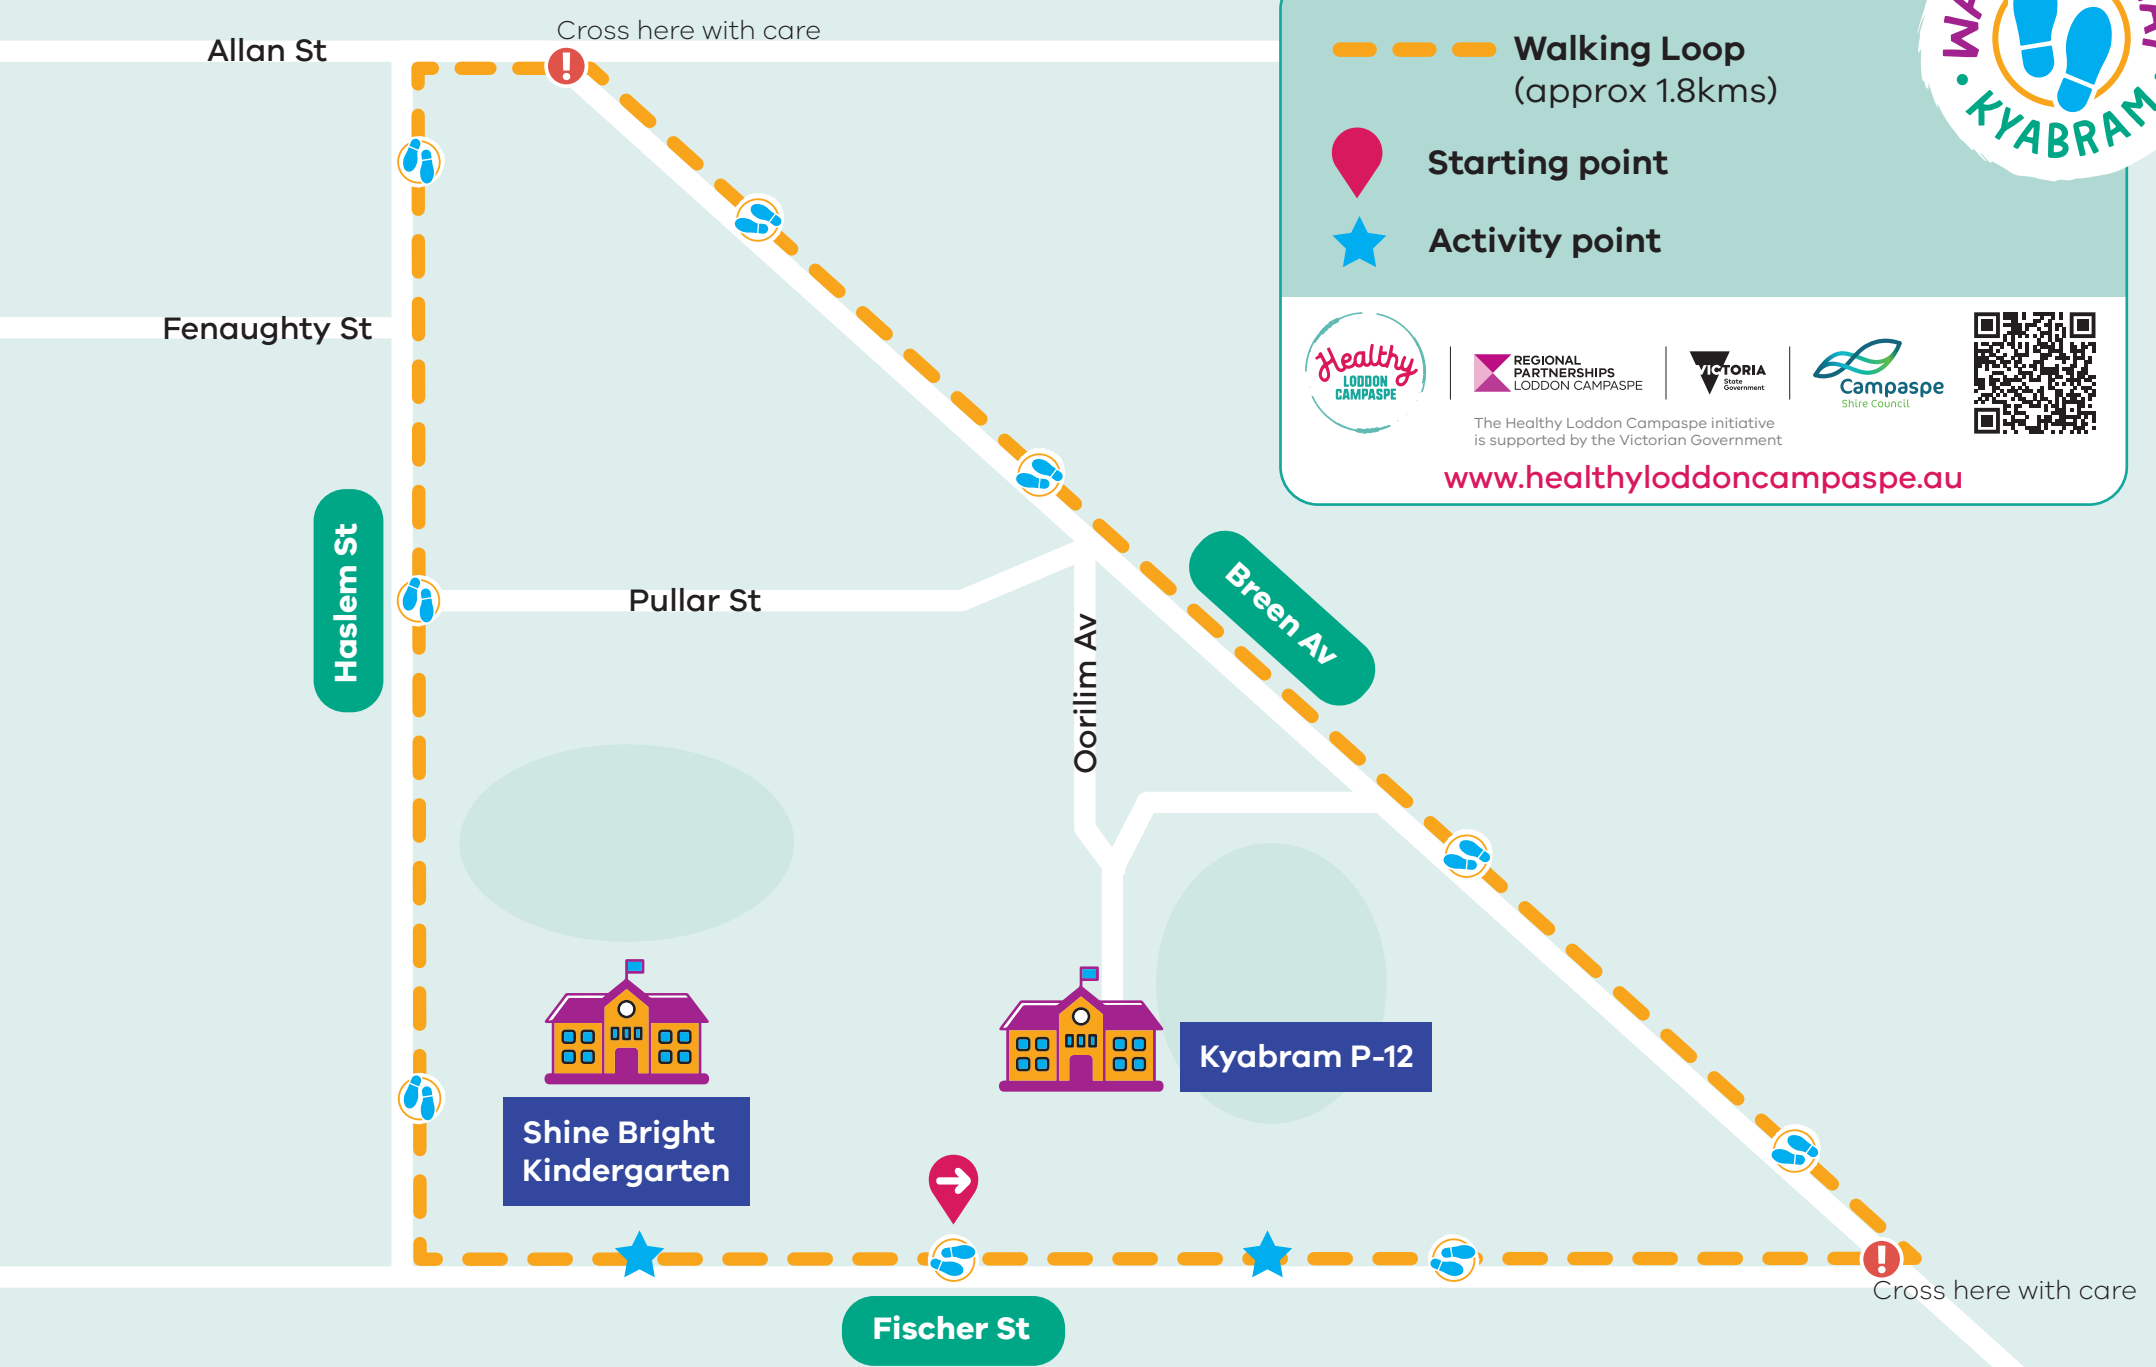 Cross here with care
Allan St
Walking Loop
(approx 1.8kms)
KYABRAM
Starting point
Activity point
Fenaughty St
Healthy
LODDON
CAMPASPE
REGIONAL
PARTNERSHIPS
LODDON CAMPASPE
VICTORIA
State
Government
Campaspe
Shire Council
The Healthy Loddon Campaspe initiative
is supported by the Victorian Government
www.healthyloddoncampaspe.au
Haslem St
Pullar St
Oorilim Av
Breen Av
Kyabram P-12
Shine Bright
Kindergarten
Cross here with care
Fischer St